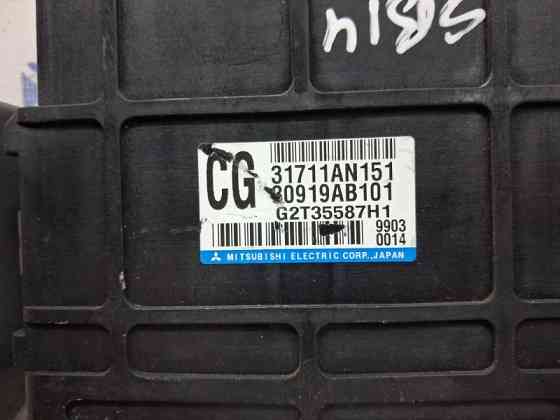 CG 31711AN151
30919AB101
G2T35587H1
9903
0014
MITSUBISHI ELECTRIC CORP.,JAPAN